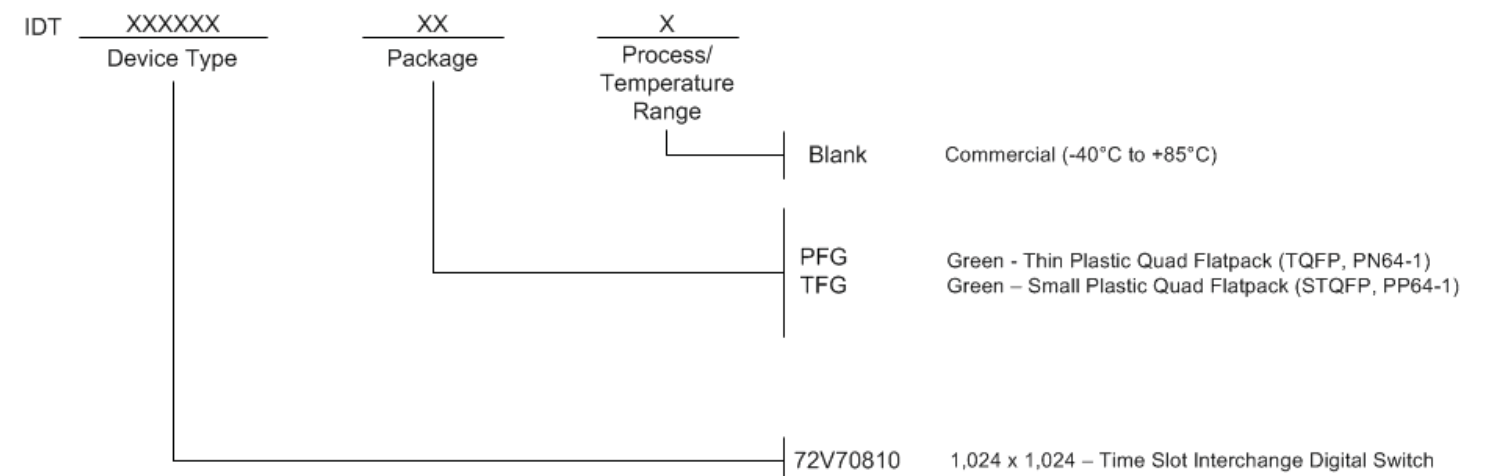 IDT XXXXXX XX X
Device Type Package Process/
Temperature
Range
Blank Commercial (-40°C to +85°C)
PFG Green - Thin Plastic Quad Flatpack (TQFP, PN64-1)
TFG Green – Small Plastic Quad Flatpack (STQFP, PP64-1)
72V70810 1,024 x 1,024 – Time Slot Interchange Digital Switch